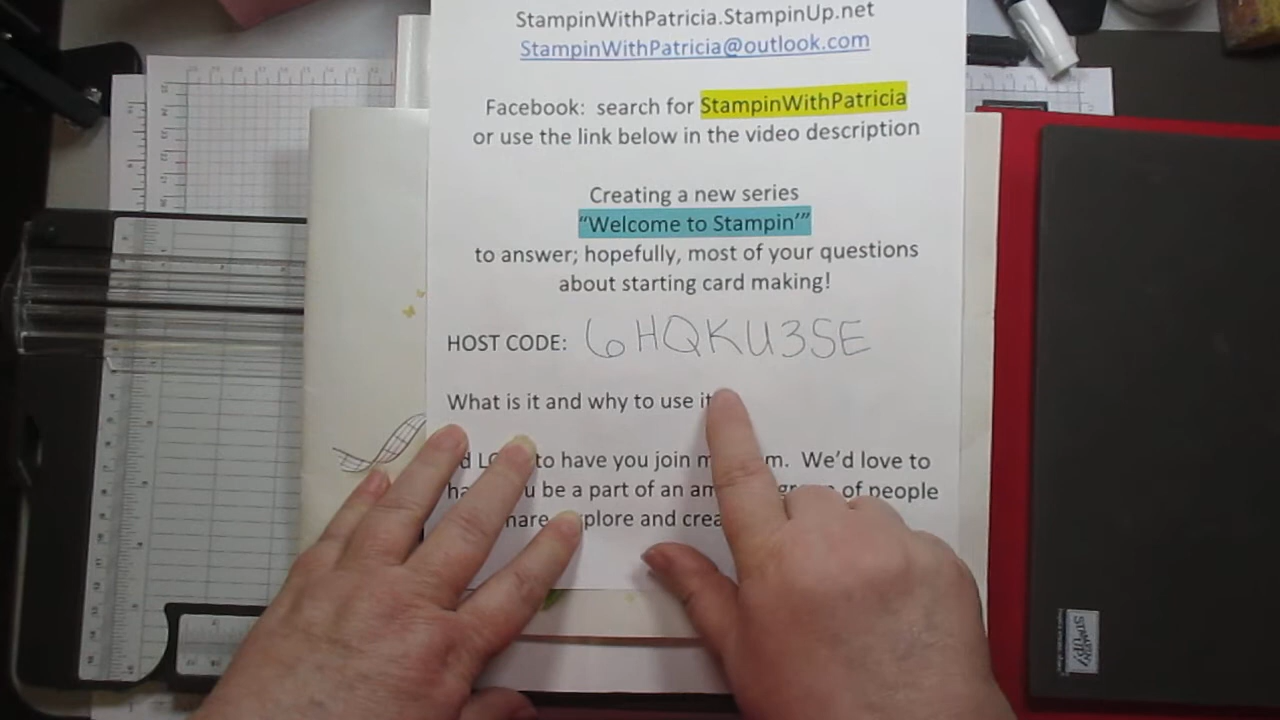 StampinWithPatricia.StampinUp.net
StampinWithPatricia@outlook.com
Facebook: search for StampinWithPatricia
or use the link below in the video description
Creating a new series
“Welcome to Stampin’”
to answer; hopefully, most of your questions
about starting card making!
HOST CODE: 6HQKU3SE
What is it and why to use it
to have you join We’d love to
be a part of an of people
and
STAMPIN' UP!